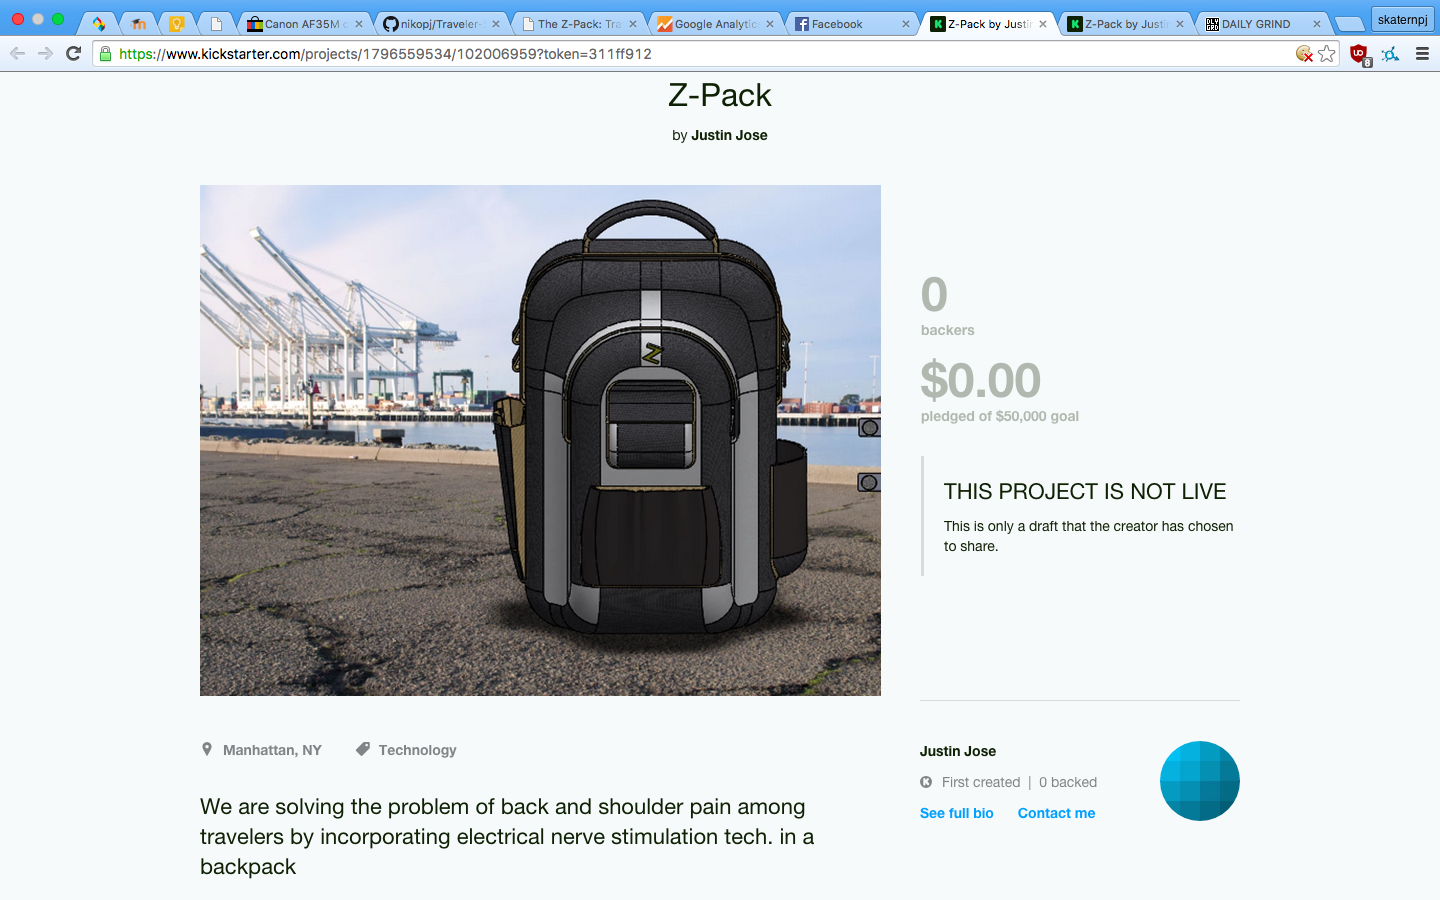 Canon AF35M
nikopj/Traveler-
The Z-Pack: Tra
Google Analytic
Facebook
Z-Pack by Justin
Z-Pack by Justin
DAILY GRIND
skaternpj
https://www.kickstarter.com/projects/1796559534/102006959?token=311ff912
8
Z-Pack
by Justin Jose
Z
0
backers
$0.00
pledged of $50,000 goal
THIS PROJECT IS NOT LIVE
This is only a draft that the creator has chosen
to share.
Manhattan, NY
Technology
Justin Jose
First created | 0 backed
See full bio
Contact me
We are solving the problem of back and shoulder pain among
travelers by incorporating electrical nerve stimulation tech. in a
backpack